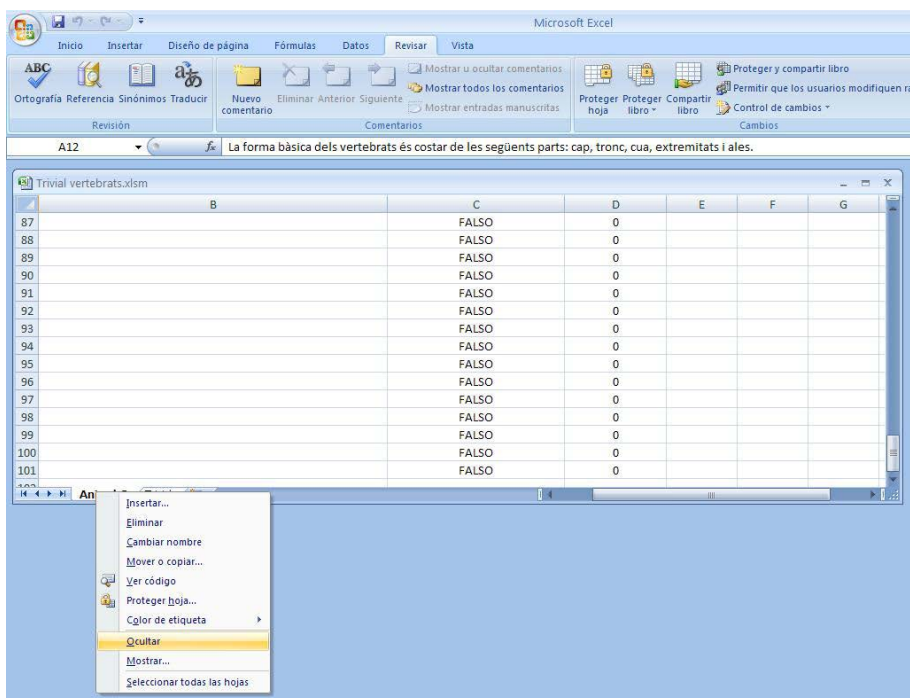 Microsoft Excel
Inicio Insertar Diseño de página Fórmulas Datos Revisar Vista
ABC
Ortografía Referencia Sinónimos Traducir
Revisión
Nuevo comentario Eliminar Anterior Siguiente
Mostrar u ocultar comentarios
Mostrar todos los comentarios
Mostrar entradas manuscritas
Comentarios
Proteger hoja Proteger libro Compartir libro
Proteger y compartir libro
Permitir que los usuarios modifiquen ra
Control de cambios
Cambios
A12 fx La forma bàsica dels vertebrats és costar de les següents parts: cap, tronc, cua, extremitats i ales.
Trivial vertebrats.xlsm
B C D E F G
87 FALSO 0
88 FALSO 0
89 FALSO 0
90 FALSO 0
91 FALSO 0
92 FALSO 0
93 FALSO 0
94 FALSO 0
95 FALSO 0
96 FALSO 0
97 FALSO 0
98 FALSO 0
99 FALSO 0
100 FALSO 0
101 FALSO 0
Insertar...
Eliminar
Cambiar nombre
Mover o copiar...
Ver código
Proteger hoja...
Color de etiqueta
Ocultar
Mostrar...
Seleccionar todas las hojas